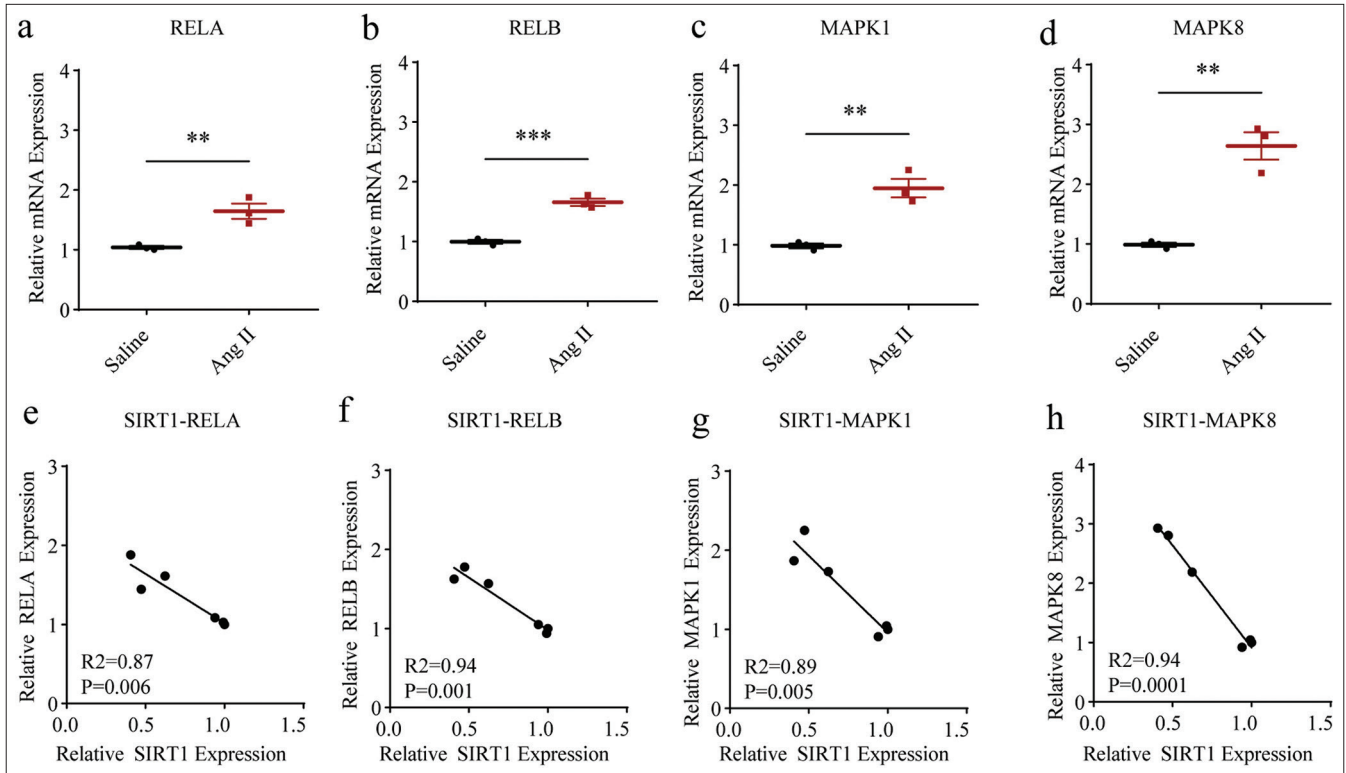 a
RELA
Relative mRNA Expression
4
3
2
1
0
**
Saline
Ang II
b
RELB
Relative mRNA Expression
4
3
2
1
0
***
Saline
Ang II
c
MAPK1
Relative mRNA Expression
4
3
2
1
0
**
Saline
Ang II
d
MAPK8
Relative mRNA Expression
4
3
2
1
0
**
Saline
Ang II
e
SIRT1-RELA
Relative RELA Expression
3
2
1
0
R2=0.87
P=0.006
0.0 0.5 1.0 1.5
Relative SIRT1 Expression
f
SIRT1-RELB
Relative RELB Expression
3
2
1
0
R2=0.94
P=0.001
0.0 0.5 1.0 1.5
Relative SIRT1 Expression
g
SIRT1-MAPK1
Relative MAPK1 Expression
3
2
1
0
R2=0.89
P=0.005
0.0 0.5 1.0 1.5
Relative SIRT1 Expression
h
SIRT1-MAPK8
Relative MAPK8 Expression
4
3
2
1
0
R2=0.94
P=0.0001
0.0 0.5 1.0 1.5
Relative SIRT1 Expression